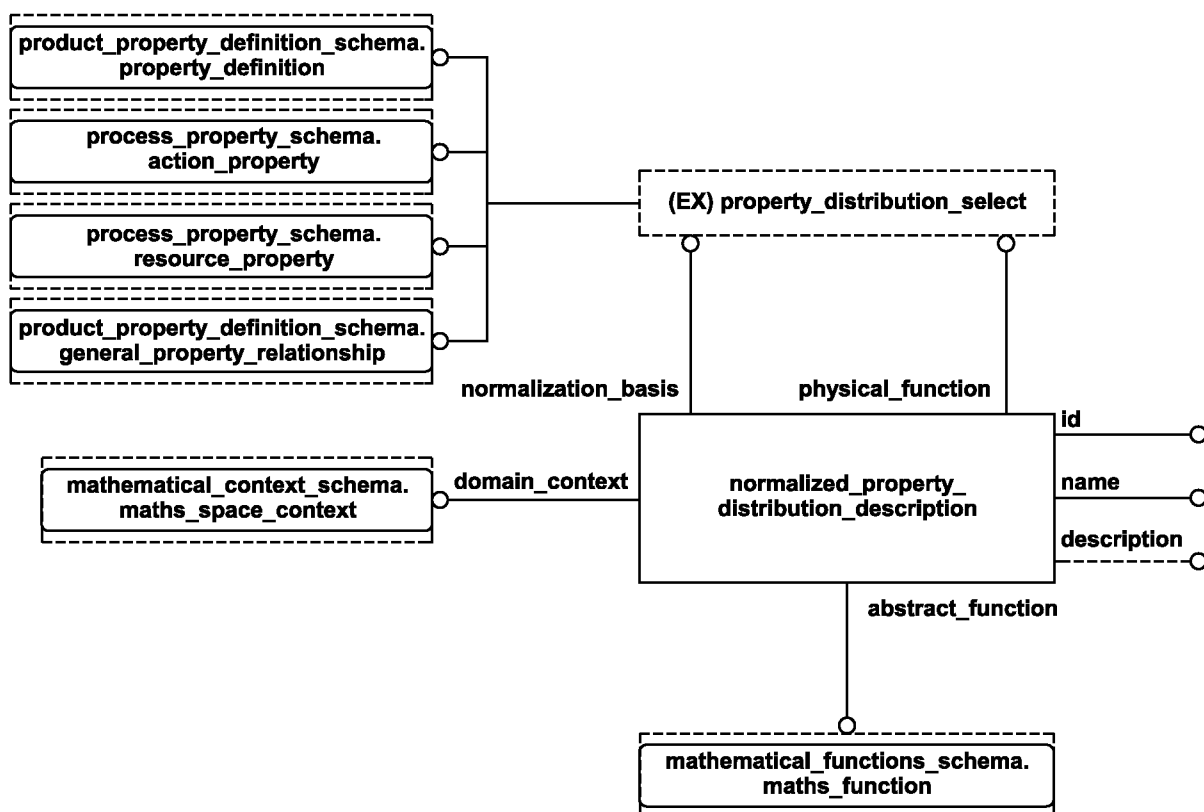 product_property_definition_schema.
property_definition
process_property_schema.
action_property
(EX) property_distribution_select
process_property_schema.
resource_property
product_property_definition_schema.
general_property_relationship
normalization_basis
physical_function
id
mathematical_context_schema.
maths_space_context
domain_context
normalized_property_
distribution_description
name
description
abstract_function
mathematical_functions_schema.
maths_function